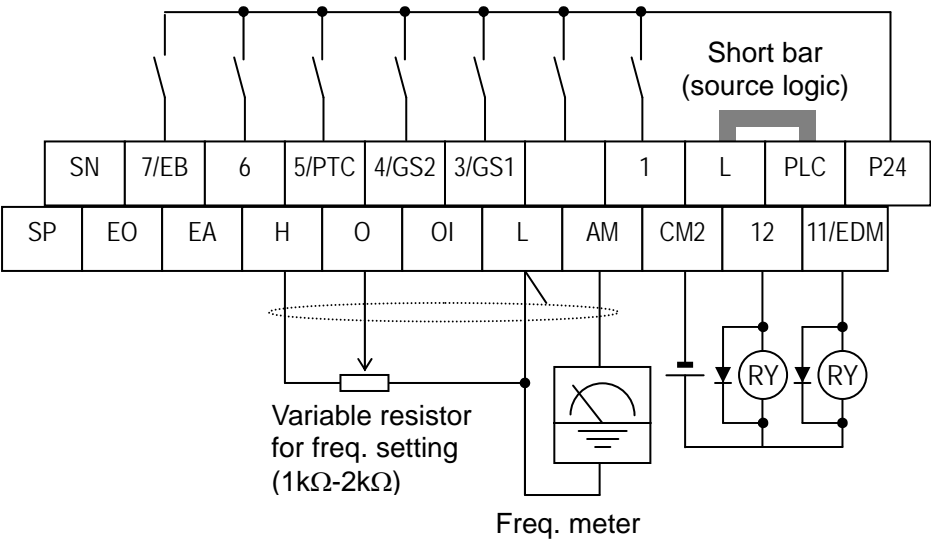 Short bar
(source logic)
SN 7/EB 6 5/PTC 4/GS2 3/GS1 1 L PLC P24
SP EO EA H O OI L AM CM2 12 11/EDM
RY RY
Variable resistor
for freq. setting
(1kΩ-2kΩ)
Freq. meter